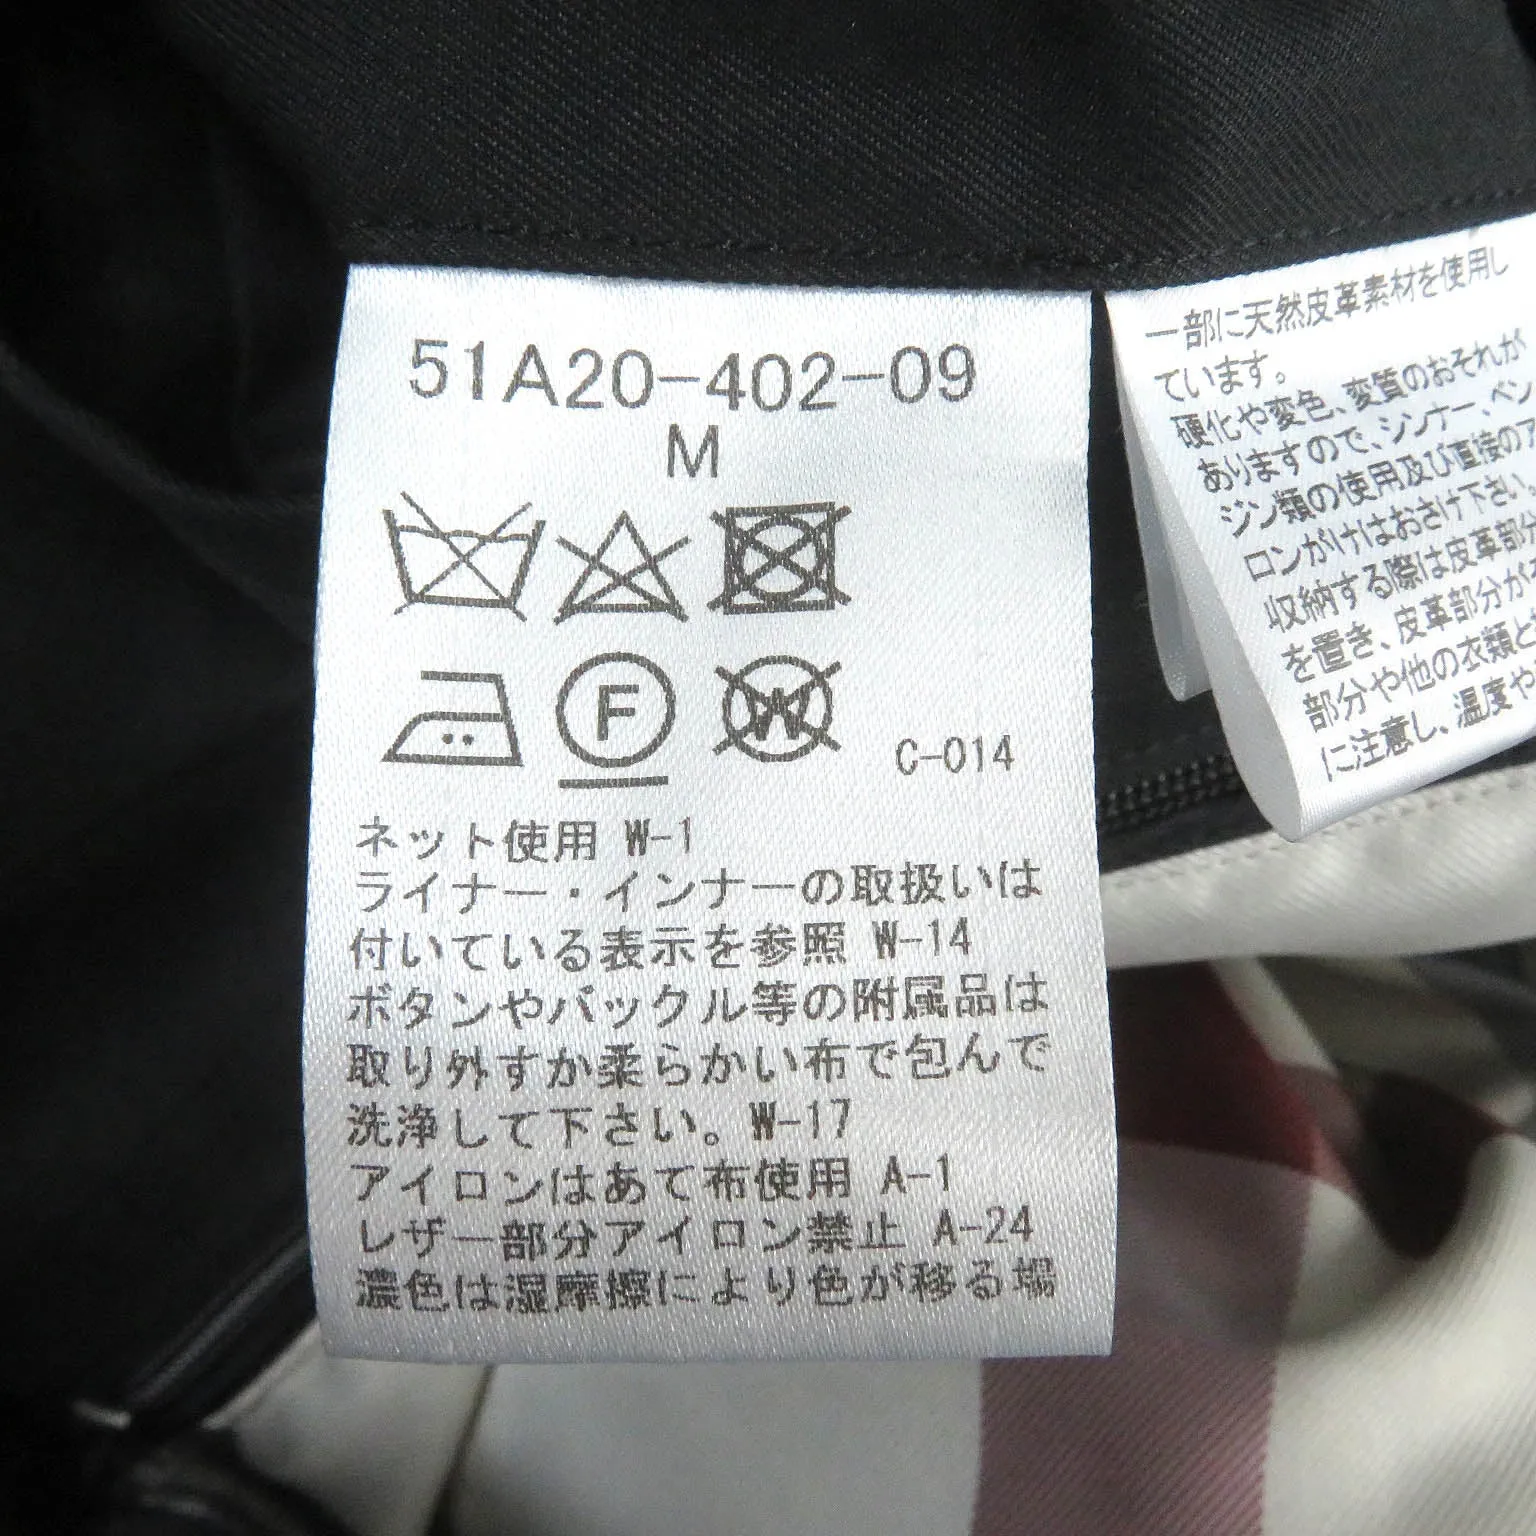 51A20-402-09
M
F
W
C-014
ネット使用 W-1
ライナー・インナーの取扱いは
付いている表示を参照 W-14
ボタンやバックル等の附属品は
取り外すか柔らかい布で包んで
洗浄して下さい。W-17
アイロンはあて布使用 A-1
レザー部分アイロン禁止 A-24
濃色は湿摩擦により色が移る場
一部に天然皮革素材を使用し
ています。
硬化や変色、変質のおそれが
ありますので、シンナー、ベン
ジン類の使用及び直接のア
ロンがけはおさけ下さい。
収納する際は皮革部分
を置き、皮革部分が
部分や他の衣類と
に注意し、温度や